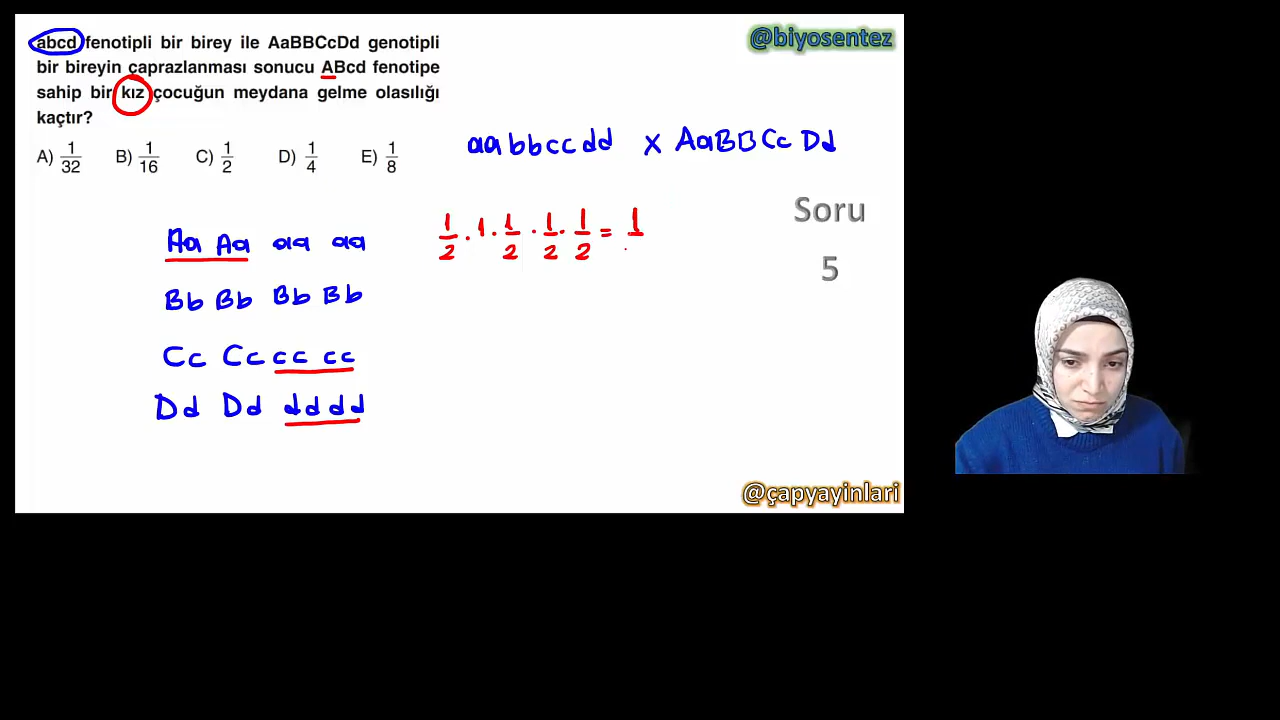 abcd fenotipli bir birey ile AaBBCcDd genotipli
bir bireyin çaprazlanması sonucu ABcd fenotipe
sahip bir kız çocuğun meydana gelme olasılığı
kaçtır?
A) 1/32 B) 1/16 C) 1/2 D) 1/4 E) 1/8
@biyosentez
aabbccdd x AaBBCcDd
Soru
5
1/2 . 1 . 1/2 . 1/2 . 1/2 = 1
Aa Aa aa aa
Bb Bb Bb Bb
Cc Cc cc cc
Dd Dd dd dd
@çapyayinlari